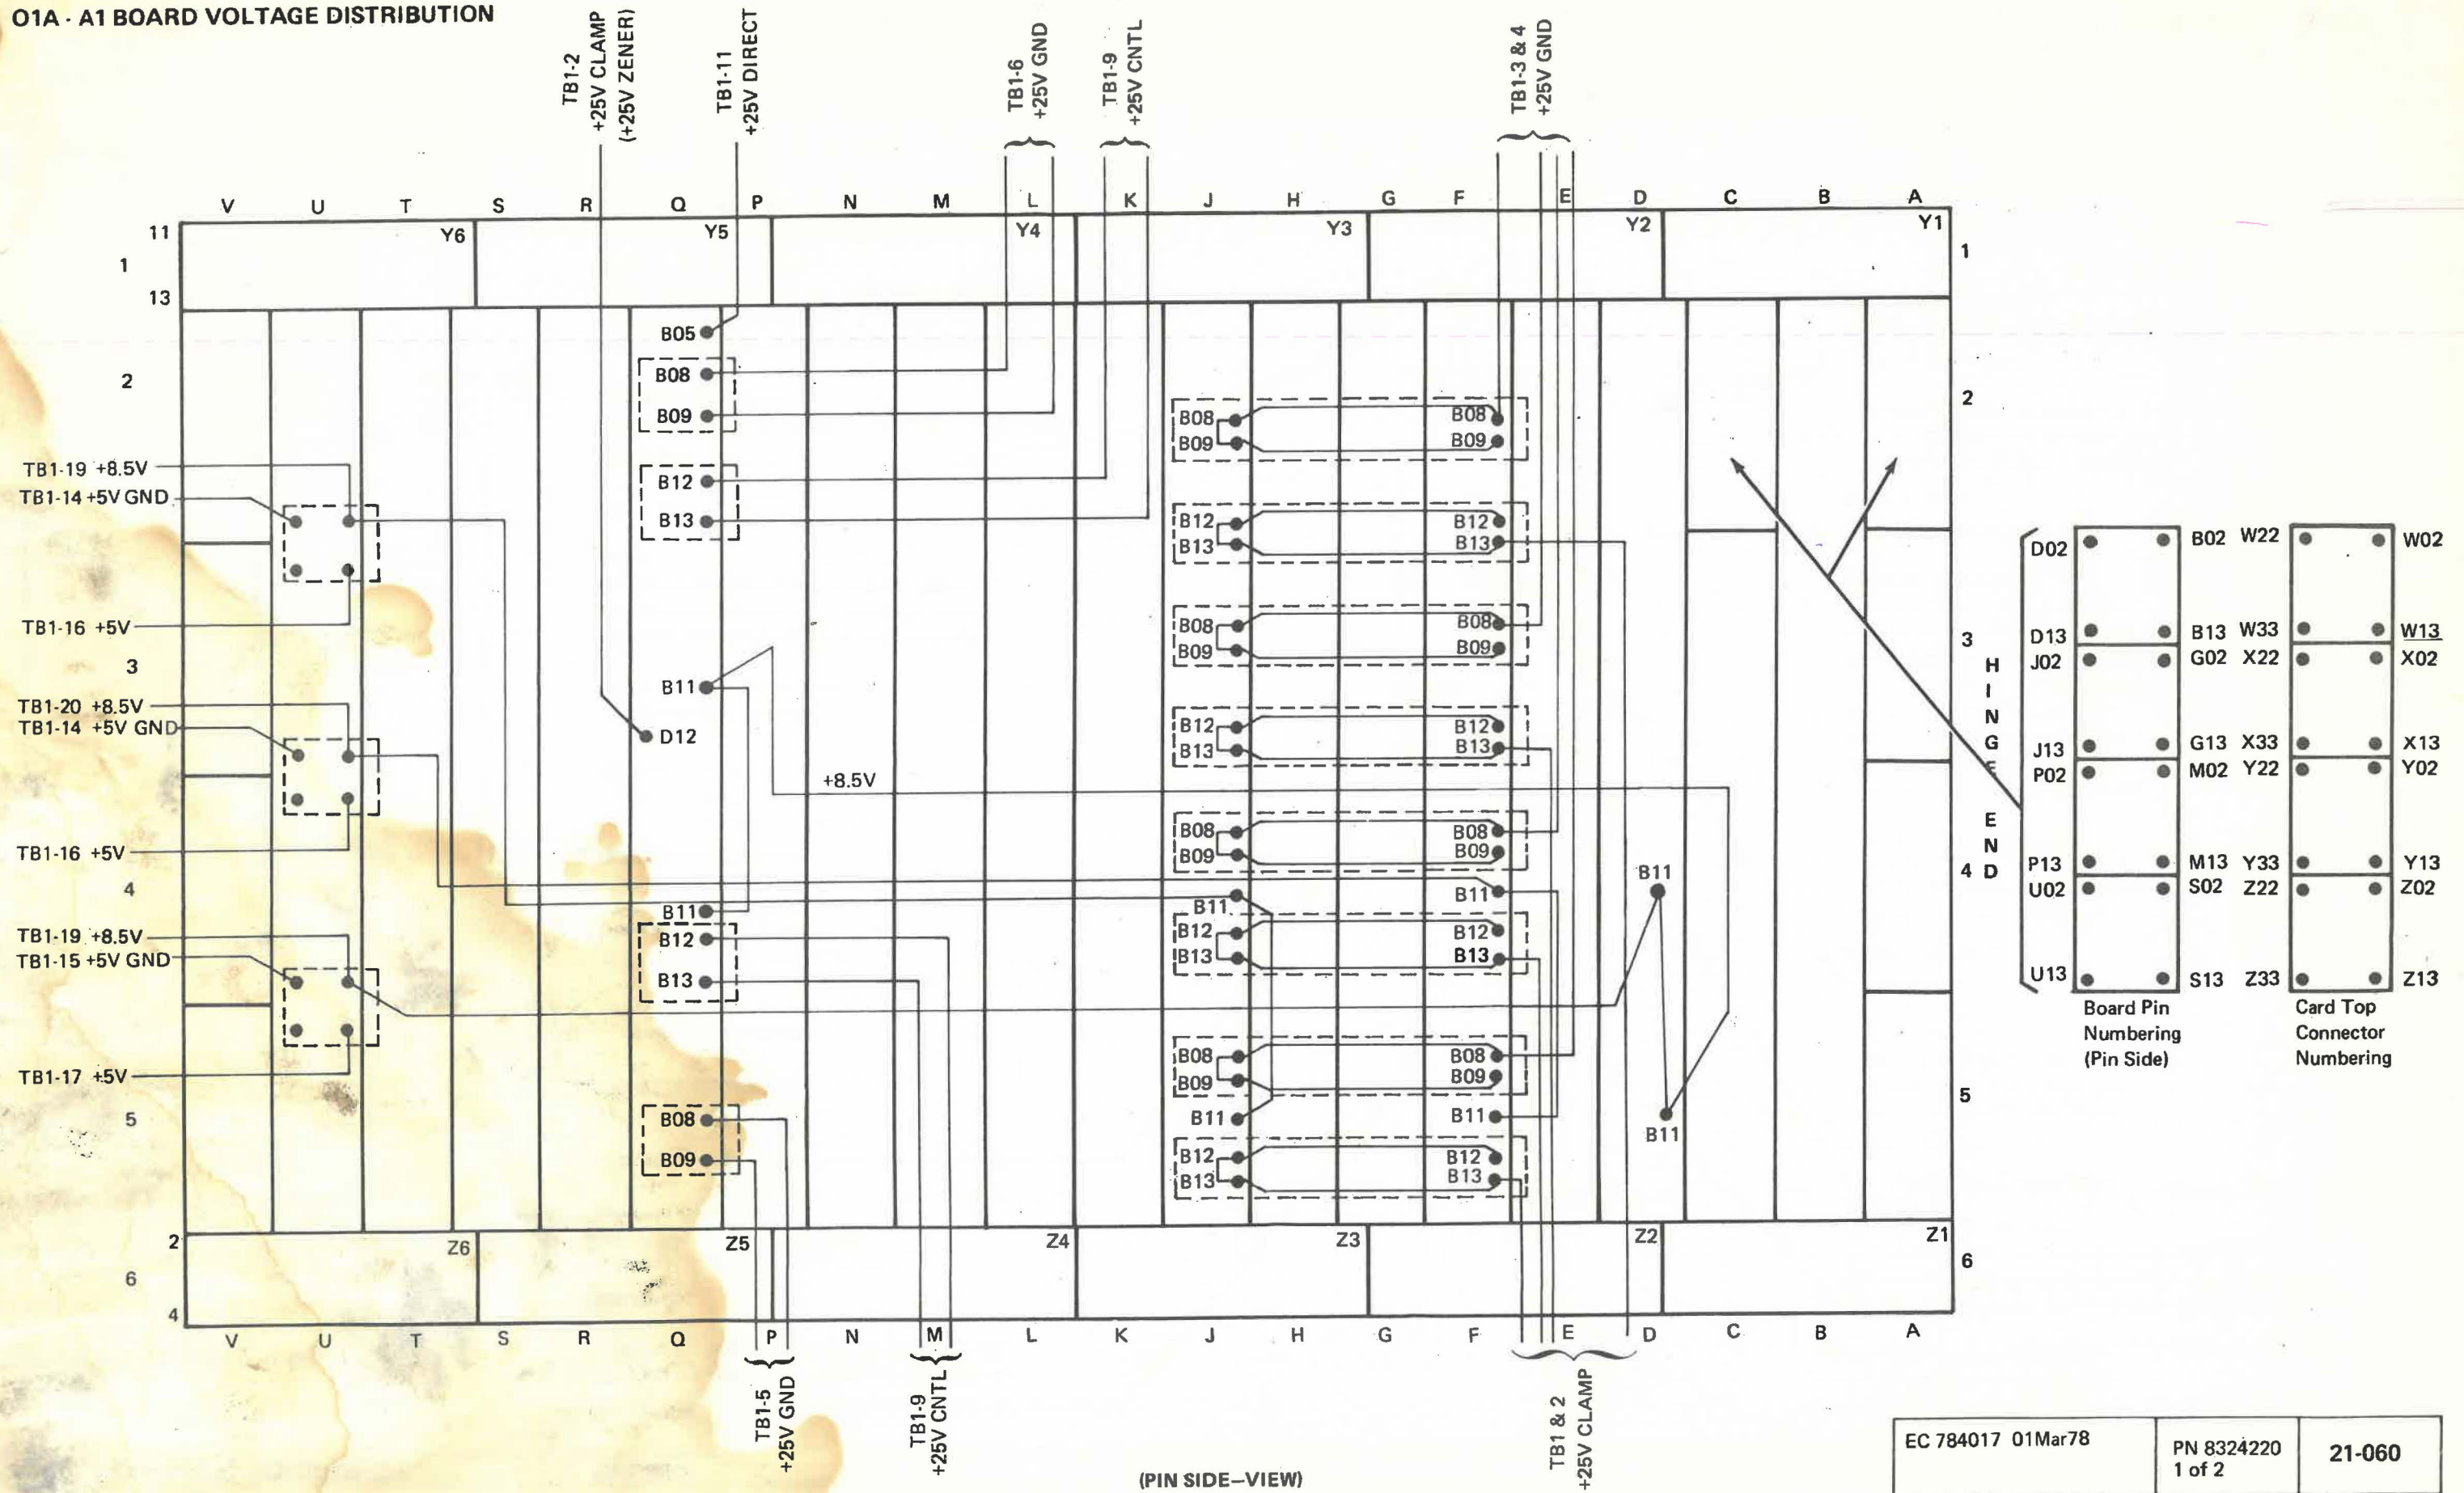 01A - A1 BOARD VOLTAGE DISTRIBUTION
TB1-2
+25V CLAMP
(+25V ZENER)
TB1-11
+25V DIRECT
TB1-6
+25V GND
TB1-9
+25V CNTL
TB1-3 & 4
+25V GND
V U T S R Q P N M L K J H G F E D C B A
11 Y6 Y5 Y4 Y3 Y2 Y1
1 1
13
B05
2 B08 2
B09
B08 B08
B09 B09
TB1-19 +8.5V
TB1-14 +5V GND
B12
B13
B12 B12
B13 B13
TB1-16 +5V
B08 B08
B09 B09
3 3
B11
TB1-20 +8.5V
TB1-14 +5V GND
D12
B12 B12
B13 B13
+8.5V
TB1-16 +5V
B08 B08
B09 B09
4 4
B11
B11
B11
B11
TB1-19 +8.5V
TB1-15 +5V GND
B12
B13
B12 B12
B13 B13
TB1-17 +5V
B08 B08
B09 B09
5 5
B08
B09
B11 B11
B11
B12 B12
B13 B13
2 Z6 Z5 Z4 Z3 Z2 Z1
6 6
4
V U T S R Q P N M L K J H G F E D C B A
TB1-5
+25V GND
TB1-9
+25V CNTL
TB1 & 2
+25V CLAMP
(PIN SIDE–VIEW)
HINGE END
D02 B02 W22 W02
D13 B13 W33 W13
J02 G02 X22 X02
J13 G13 X33 X13
P02 M02 Y22 Y02
P13 M13 Y33 Y13
U02 S02 Z22 Z02
U13 S13 Z33 Z13
Board Pin
Numbering
(Pin Side)
Card Top
Connector
Numbering
EC 784017 01Mar78
PN 8324220
1 of 2
21-060